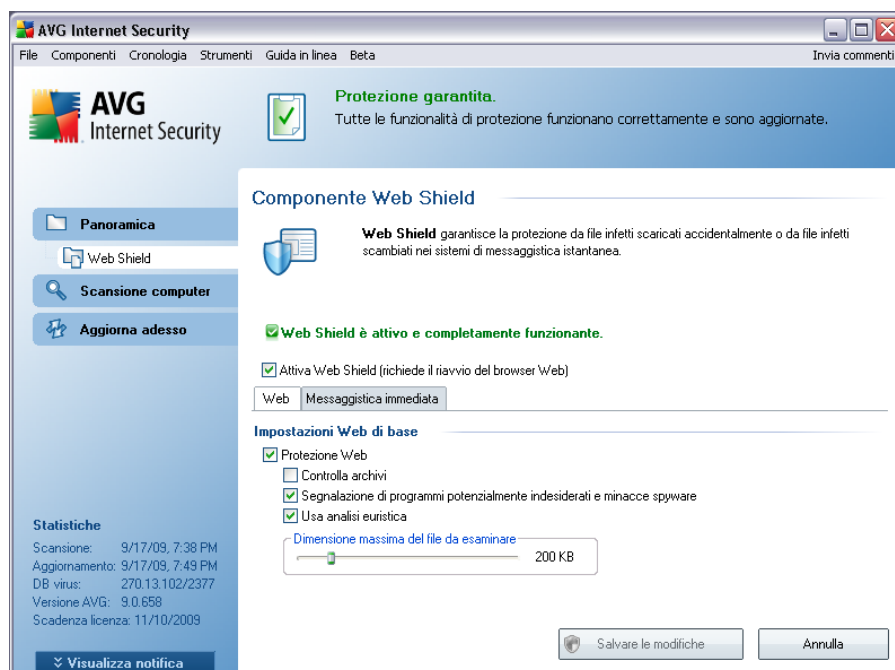 AVG Internet Security
File Componenti Cronologia Strumenti Guida in linea Beta Invia commenti
AVG
Internet Security
Protezione garantita.
Tutte le funzionalità di protezione funzionano correttamente e sono aggiornate.
Panoramica
Web Shield
Scansione computer
Aggiorna adesso
Componente Web Shield
Web Shield garantisce la protezione da file infetti scaricati accidentalmente o da file infetti
scambiati nei sistemi di messaggistica istantanea.
Web Shield è attivo e completamente funzionante.
Attiva Web Shield (richiede il riavvio del browser Web)
Web Messaggistica immediata
Impostazioni Web di base
Protezione Web
Controlla archivi
Segnalazione di programmi potenzialmente indesiderati e minacce spyware
Usa analisi euristica
Dimensione massima del file da esaminare
200 KB
Statistiche
Scansione: 9/17/09, 7:38 PM
Aggiornamento: 9/17/09, 7:49 PM
DB virus: 270.13.102/2377
Versione AVG: 9.0.658
Scadenza licenza: 11/10/2009
Visualizza notifica
Salvare le modifiche
Annulla